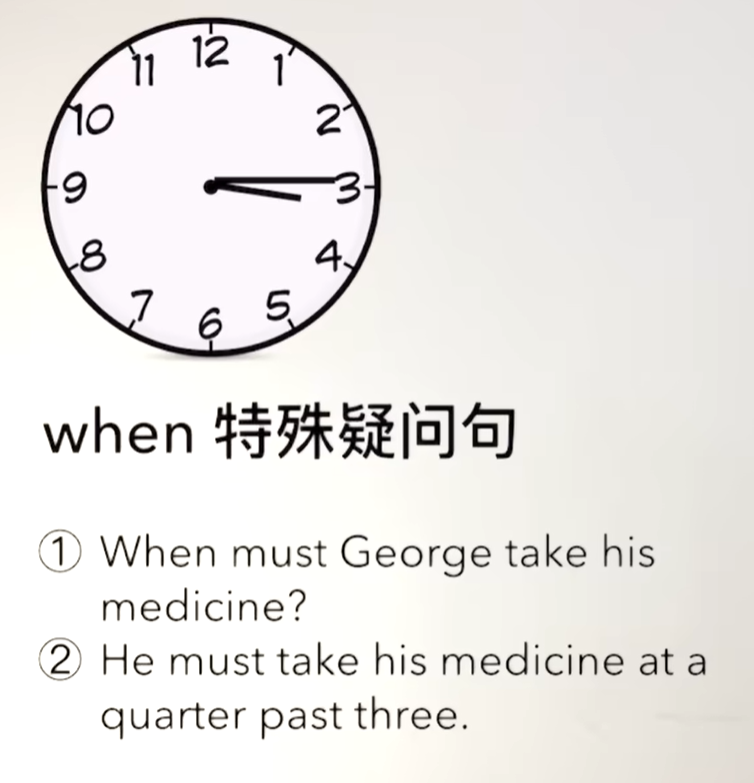 12
11
1
10
2
9
3
8
4
7
5
6
when 特殊疑问句
① When must George take his
medicine?
② He must take his medicine at a
quarter past three.